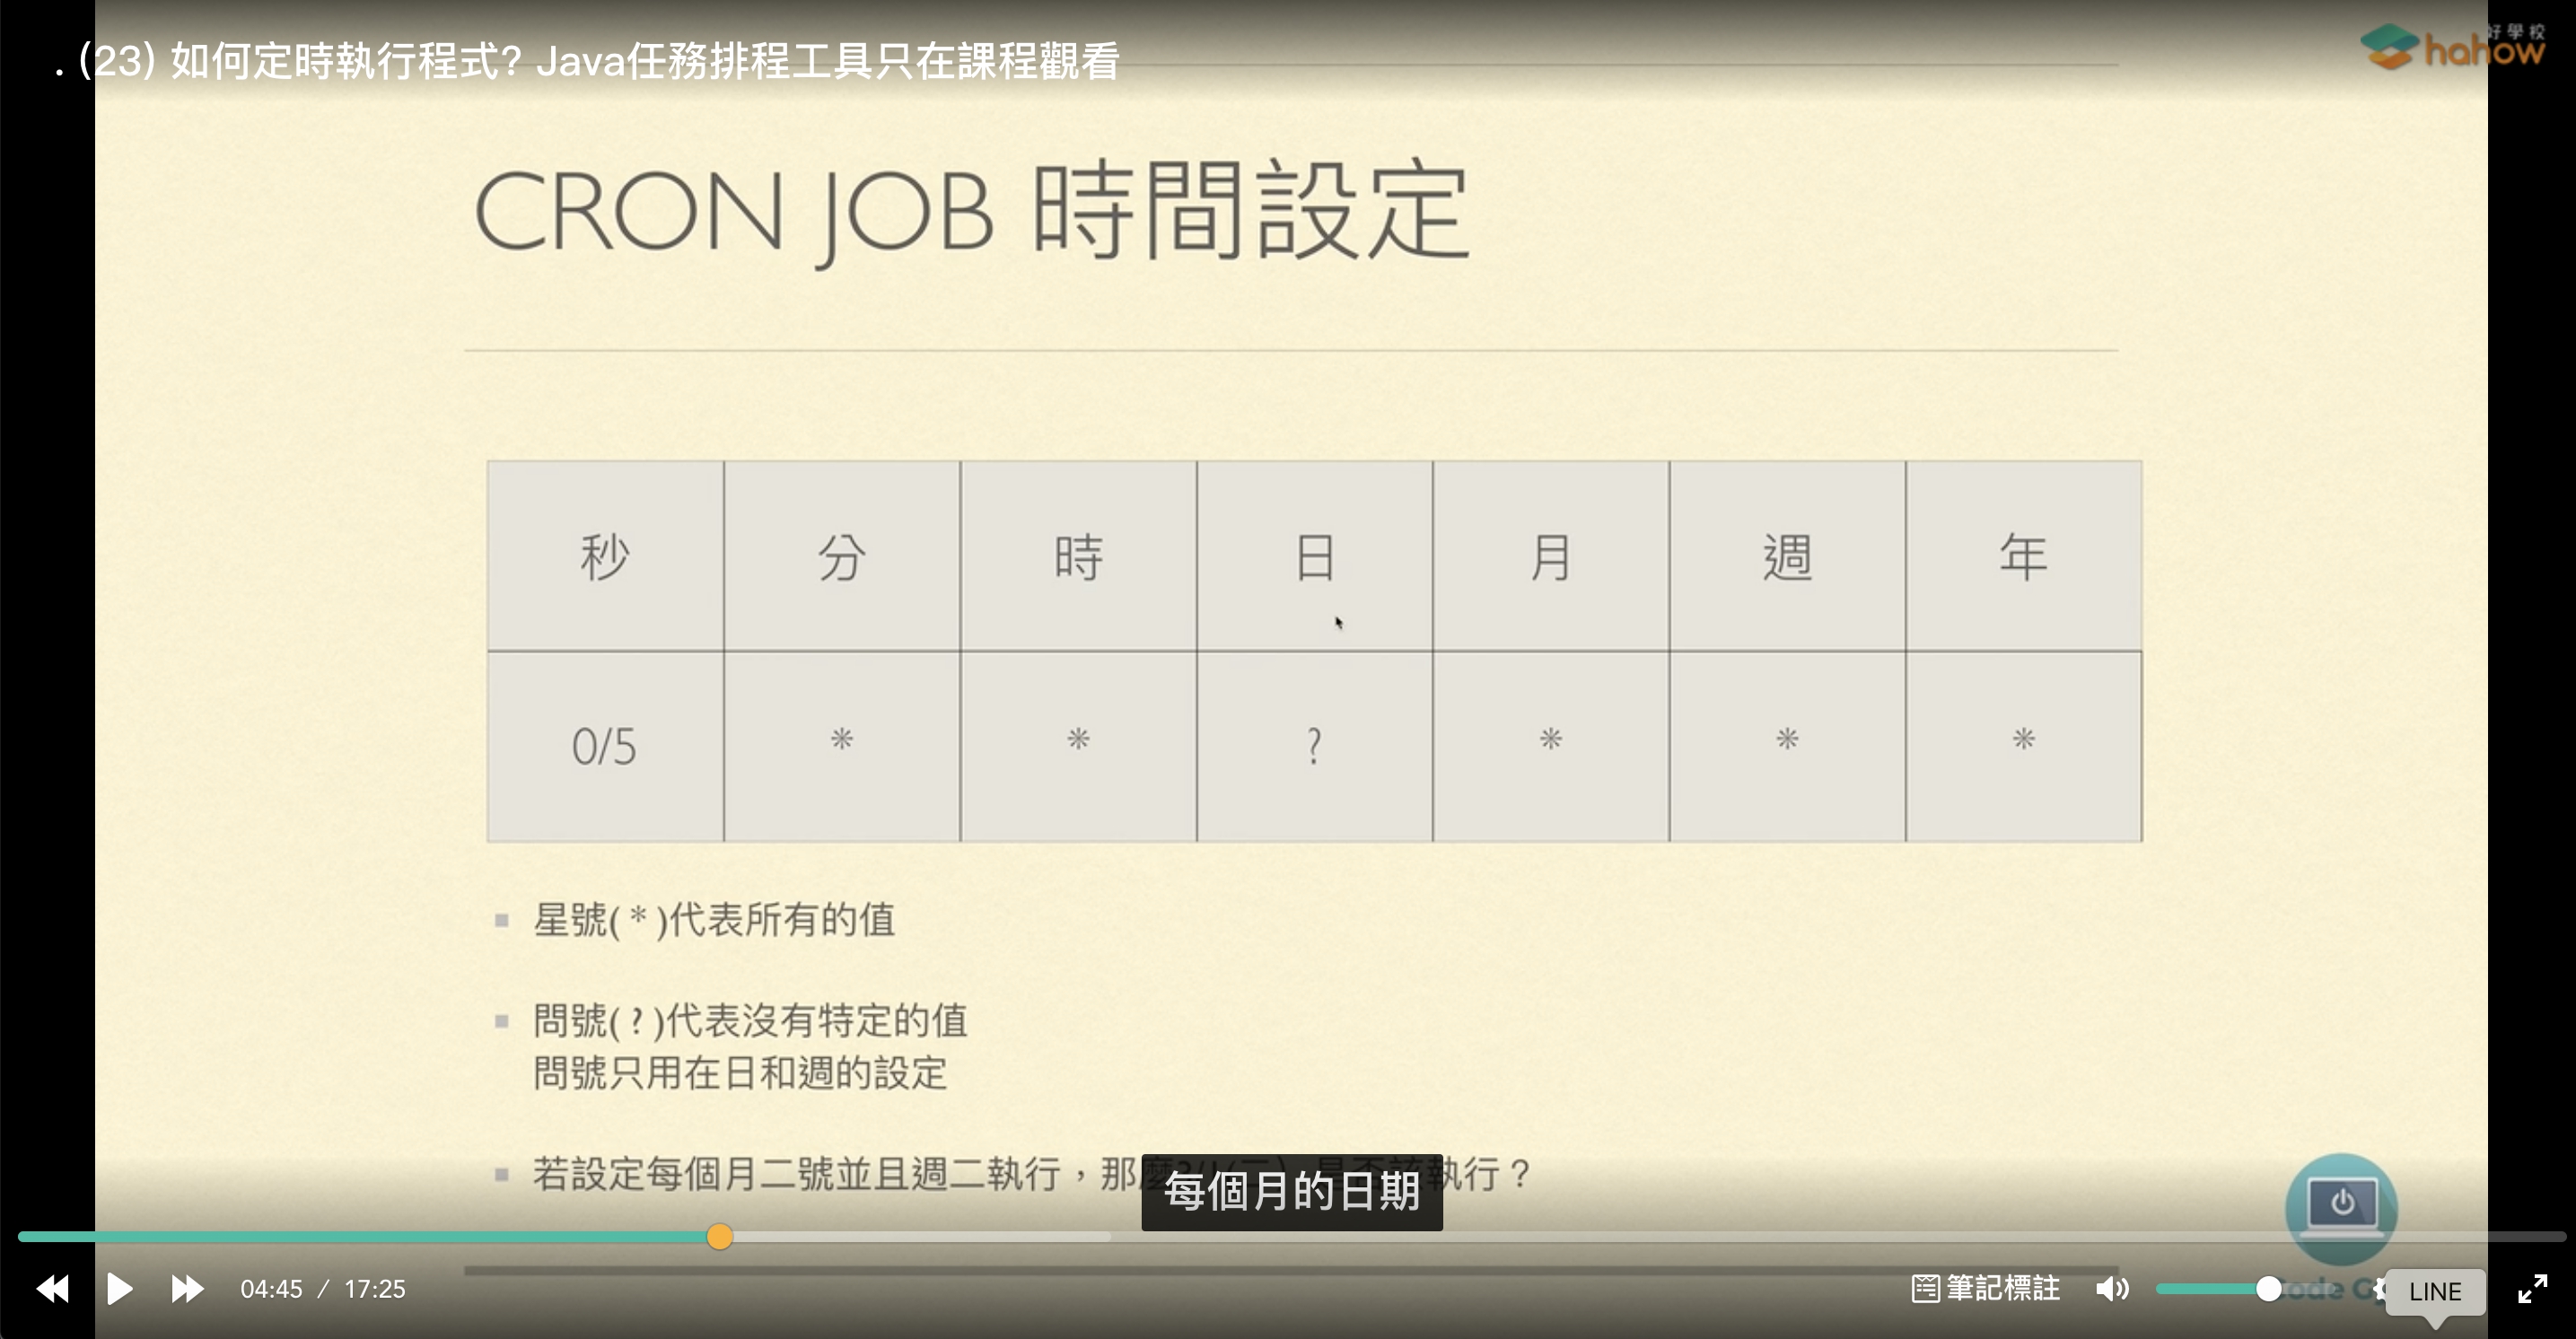 . (23) 如何定時執行程式? Java任務排程工具只在課程觀看
好學校
hahow
CRON JOB 時間設定
秒 分 時 日 月 週 年
0/5 * * ? * * *
星號( * )代表所有的值
問號( ? )代表沒有特定的值
問號只用在日和週的設定
若設定每個月二號並且週二執行，那 執行？
每個月的日期
04:45 / 17:25
筆記標註
LINE